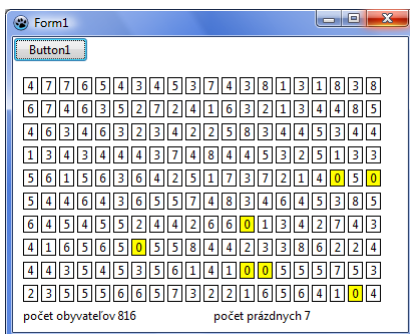 Form1
Button1
4 7 7 6 5 4 3 4 5 3 7 4 3 8 1 3 1 8 3 8
6 7 4 6 3 5 2 7 2 4 1 6 3 2 1 3 4 4 8 5
4 6 3 4 6 3 2 3 4 2 2 5 8 3 4 4 5 3 4 4
1 3 4 3 4 4 4 3 7 4 8 4 4 5 3 2 5 1 3 3
5 6 1 5 6 3 6 4 2 5 1 7 3 7 2 1 4 0 5 0
5 4 4 6 4 3 6 5 5 7 4 8 3 4 6 4 5 3 8 5
6 4 5 4 5 5 2 4 4 2 6 6 0 1 3 4 2 7 4 3
4 1 6 5 6 5 0 5 5 8 4 4 2 3 3 8 6 2 2 4
4 4 3 5 4 5 3 5 6 1 4 1 0 0 5 5 5 7 5 3
2 3 5 5 5 6 6 5 7 3 2 2 1 6 5 6 4 1 0 4
počet obyvateľov 816 počet prázdnych 7